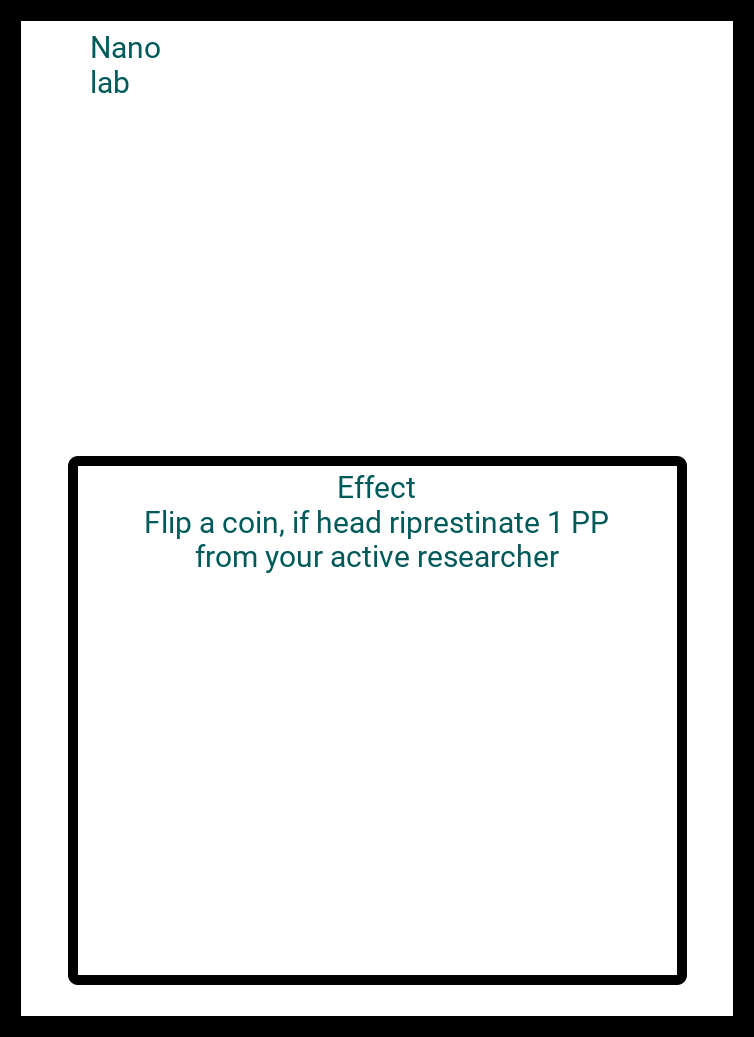 Nano
lab
Effect
Flip a coin, if head riprestinate 1 PP
from your active researcher